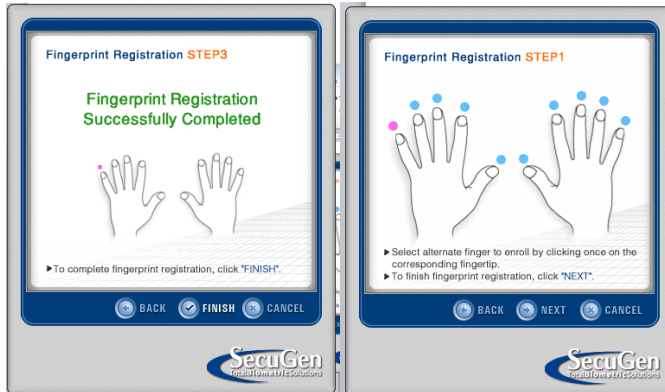 Fingerprint Registration STEP3
Fingerprint Registration
Successfully Completed
▶To complete fingerprint registration, click "FINISH".
BACK FINISH CANCEL
SecuGen
TotalBiometricSolutions
Fingerprint Registration STEP1
▶Select alternate finger to enroll by clicking once on the
corresponding fingertip.
▶To finish fingerprint registration, click "NEXT".
BACK NEXT CANCEL
SecuGen
TotalBiometricSolutions